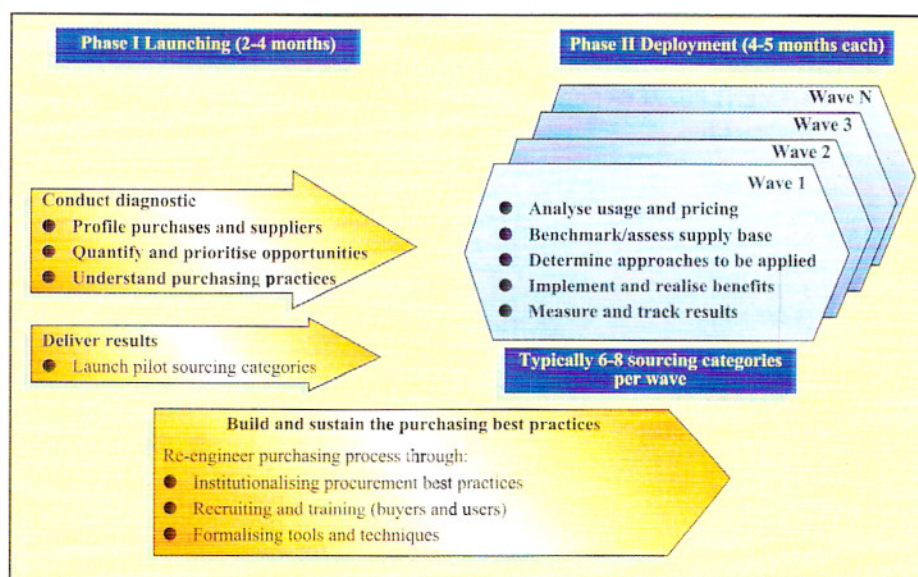 Phase I Launching (2-4 months)
Phase II Deployment (4-5 months each)
Wave N
Wave 3
Wave 2
Wave 1
Conduct diagnostic
Profile purchases and suppliers
Quantify and prioritise opportunities
Understand purchasing practices
Analyse usage and pricing
Benchmark/assess supply base
Determine approaches to be applied
Implement and realise benefits
Measure and track results
Deliver results
Launch pilot sourcing categories
Typically 6-8 sourcing categories
per wave
Build and sustain the purchasing best practices
Re-engineer purchasing process through:
Institutionalising procurement best practices
Recruiting and training (buyers and users)
Formalising tools and techniques